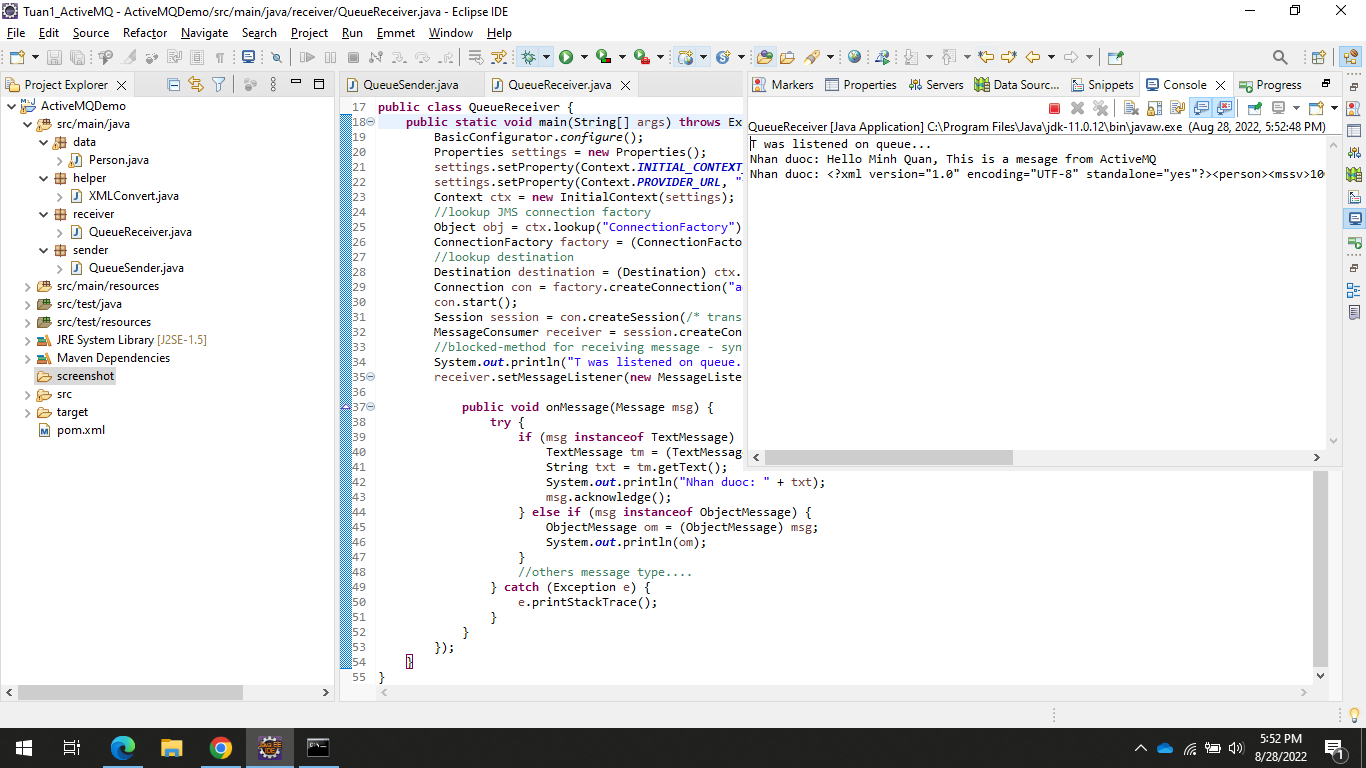 Tuan1_ActiveMQ - ActiveMQDemo/src/main/java/receiver/QueueReceiver.java - Eclipse IDE
File Edit Source Refactor Navigate Search Project Run Emmet Window Help
Project Explorer
ActiveMQDemo
src/main/java
data
Person.java
helper
XMLConvert.java
receiver
QueueReceiver.java
sender
QueueSender.java
src/main/resources
src/test/java
src/test/resources
JRE System Library [J2SE-1.5]
Maven Dependencies
screenshot
src
target
pom.xml
QueueSender.java QueueReceiver.java
17 public class QueueReceiver {
18 public static void main(String[] args) throws Ex
19 BasicConfigurator.configure();
20 Properties settings = new Properties();
21 settings.setProperty(Context.INITIAL_CONTEXT_
22 settings.setProperty(Context.PROVIDER_URL, "
23 Context ctx = new InitialContext(settings);
24 //lookup JMS connection factory
25 Object obj = ctx.lookup("ConnectionFactory")
26 ConnectionFactory factory = (ConnectionFacto
27 //lookup destination
28 Destination destination = (Destination) ctx.
29 Connection con = factory.createConnection("a
30 con.start();
31 Session session = con.createSession(/* trans
32 MessageConsumer receiver = session.createCon
33 //blocked-method for receiving message - syn
34 System.out.println("T was listened on queue.
35 receiver.setMessageListener(new MessageListe
36
37 public void onMessage(Message msg) {
38 try {
39 if (msg instanceof TextMessage)
40 TextMessage tm = (TextMessag
41 String txt = tm.getText();
42 System.out.println("Nhan duoc: " + txt);
43 msg.acknowledge();
44 } else if (msg instanceof ObjectMessage) {
45 ObjectMessage om = (ObjectMessage) msg;
46 System.out.println(om);
47 }
48 //others message type....
49 } catch (Exception e) {
50 e.printStackTrace();
51 }
52 }
53 });
54 }
55 }
Markers Properties Servers Data Sourc... Snippets Console Progress
QueueReceiver [Java Application] C:\Program Files\Java\jdk-11.0.12\bin\javaw.exe (Aug 28, 2022, 5:52:48 PM)
T was listened on queue...
Nhan duoc: Hello Minh Quan, This is a mesage from ActiveMQ
Nhan duoc: <?xml version="1.0" encoding="UTF-8" standalone="yes"?><person><mssv>10
5:52 PM
8/28/2022
1